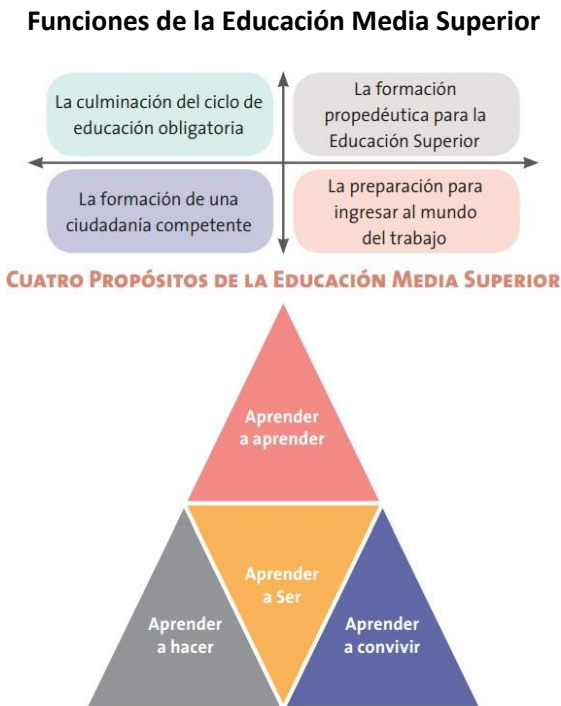 Funciones de la Educación Media Superior
La culminación del ciclo de
educación obligatoria
La formación
propedéutica para la
Educación Superior
La formación de una
ciudadanía competente
La preparación para
ingresar al mundo
del trabajo
CUATRO PROPÓSITOS DE LA EDUCACIÓN MEDIA SUPERIOR
Aprender
a aprender
Aprender
a Ser
Aprender
a hacer
Aprender
a convivir